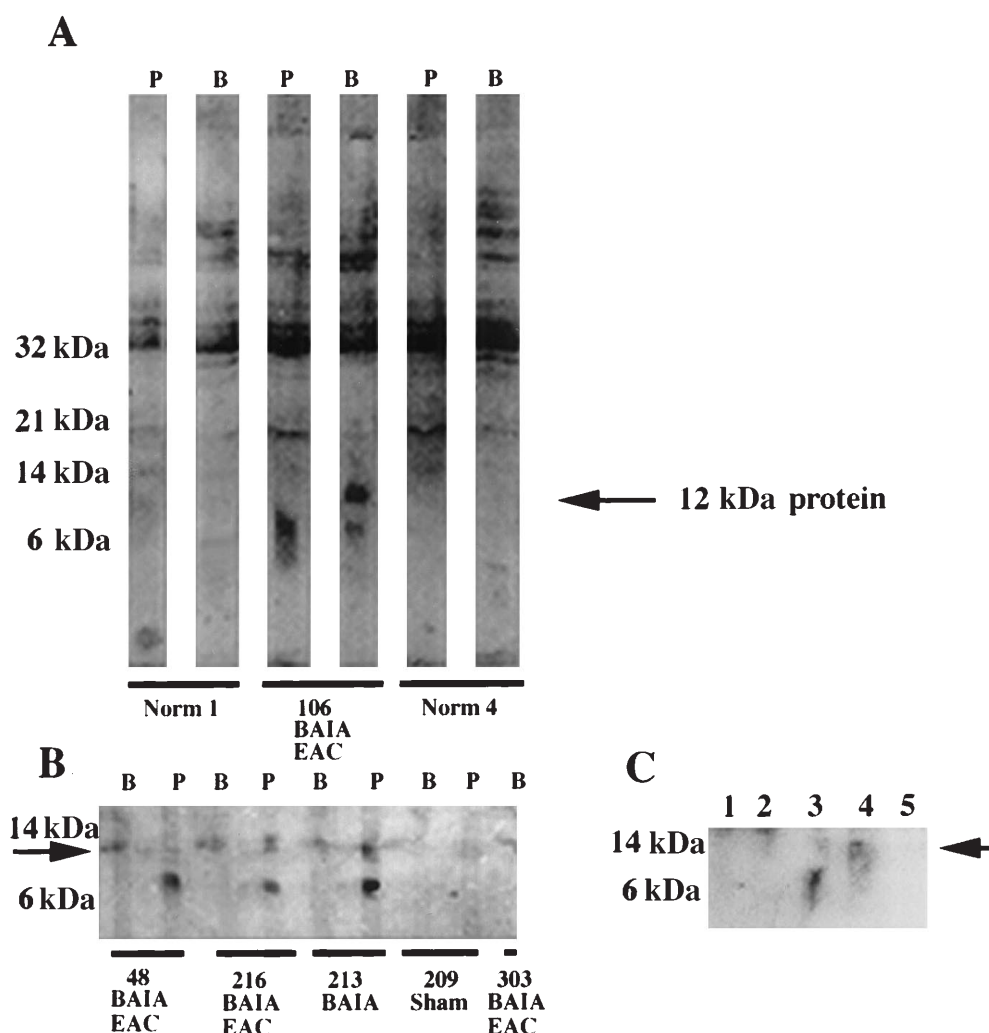 A
P B P B P B
32 kDa
21 kDa
14 kDa
12 kDa protein
6 kDa
Norm 1 106 Norm 4
BAIA
EAC
B
B P B P B P B P B
14 kDa
6 kDa
48 216 213 209 303
BAIA BAIA BAIA Sham BAIA
EAC EAC EAC
C
1 2 3 4 5
14 kDa
6 kDa